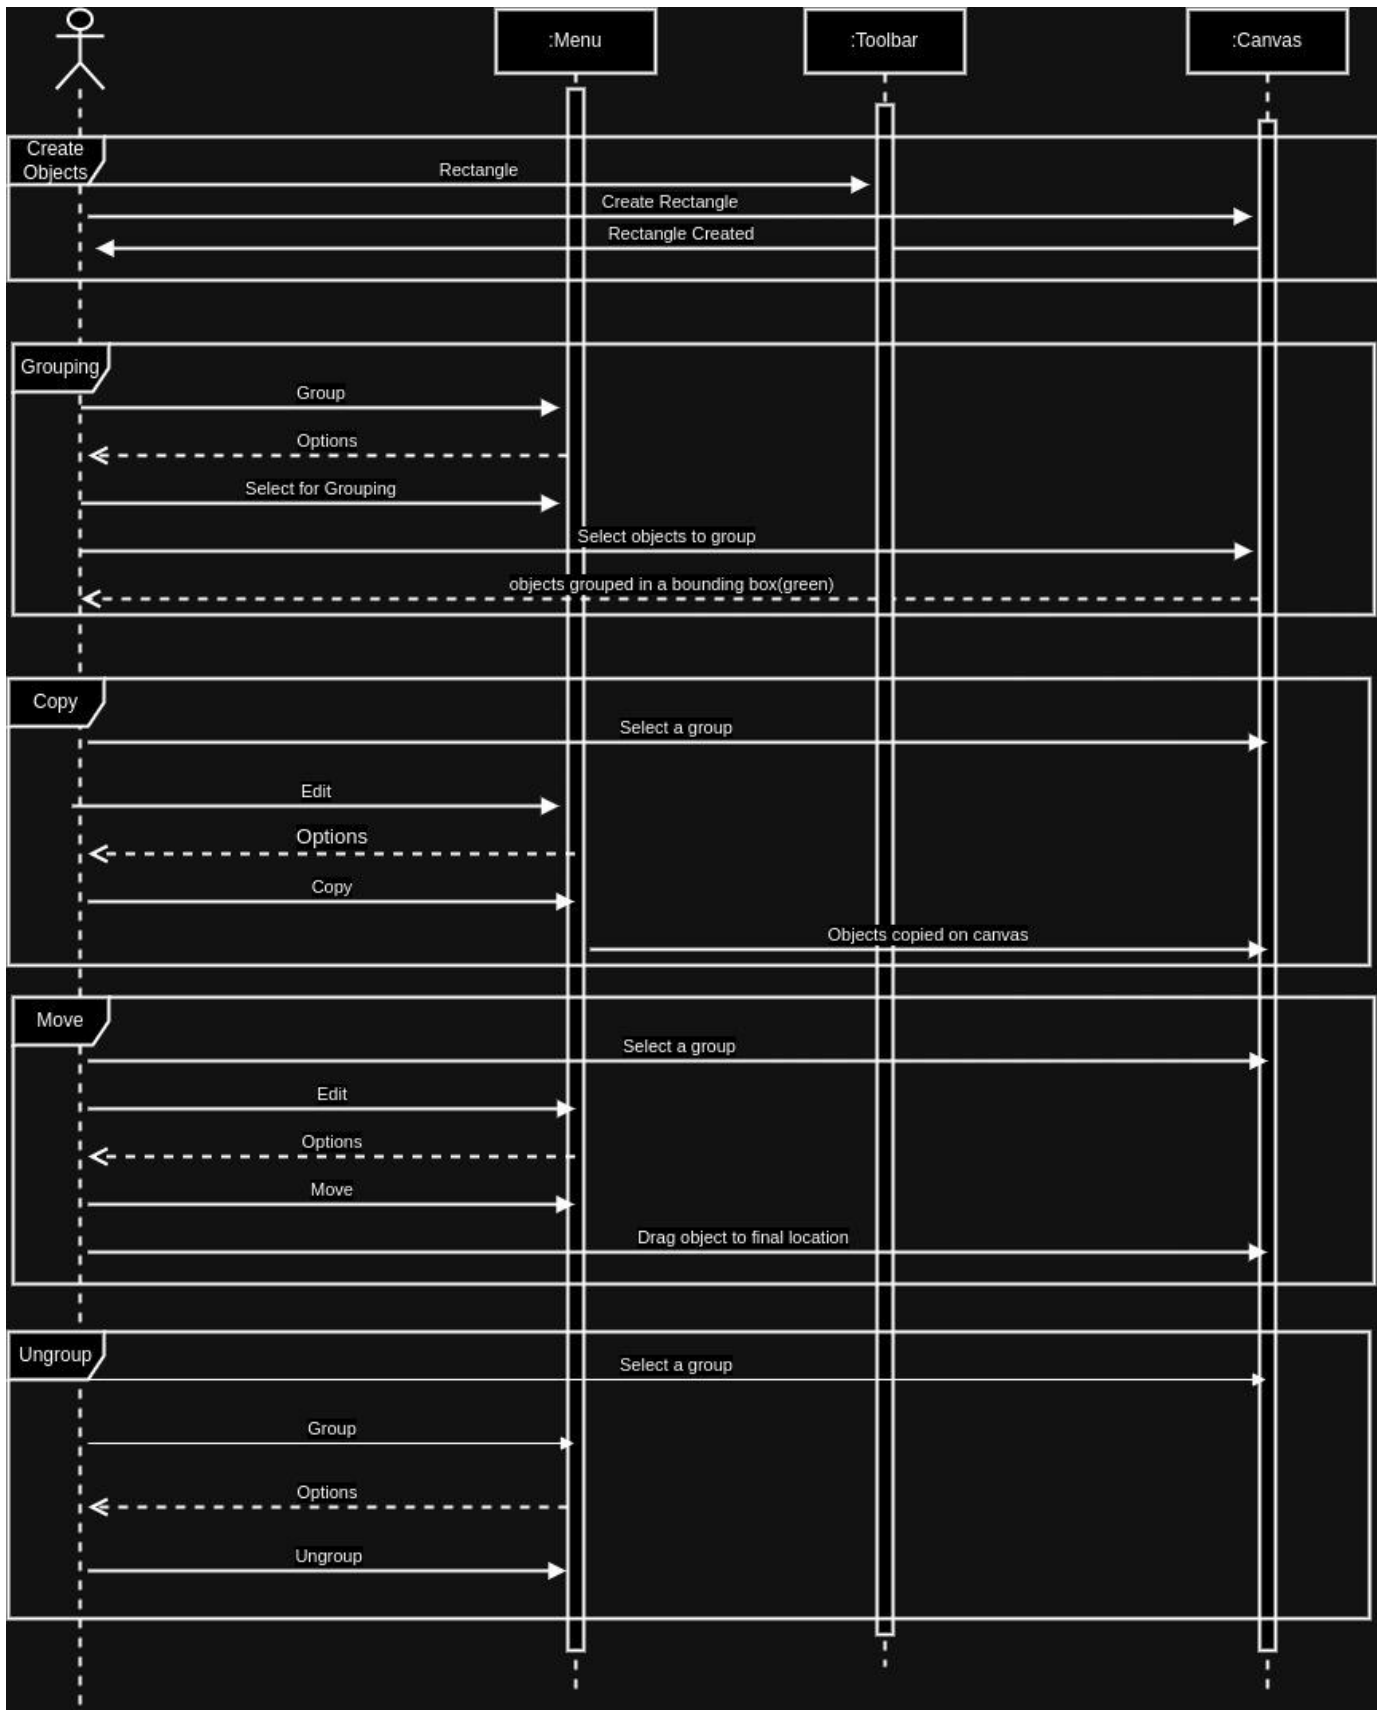 :Menu
:Toolbar
:Canvas
Create
Objects
Rectangle
Create Rectangle
Rectangle Created
Grouping
Group
Options
Select for Grouping
Select objects to group
objects grouped in a bounding box(green)
Copy
Select a group
Edit
Options
Copy
Objects copied on canvas
Move
Select a group
Edit
Options
Move
Drag object to final location
Ungroup
Select a group
Group
Options
Ungroup